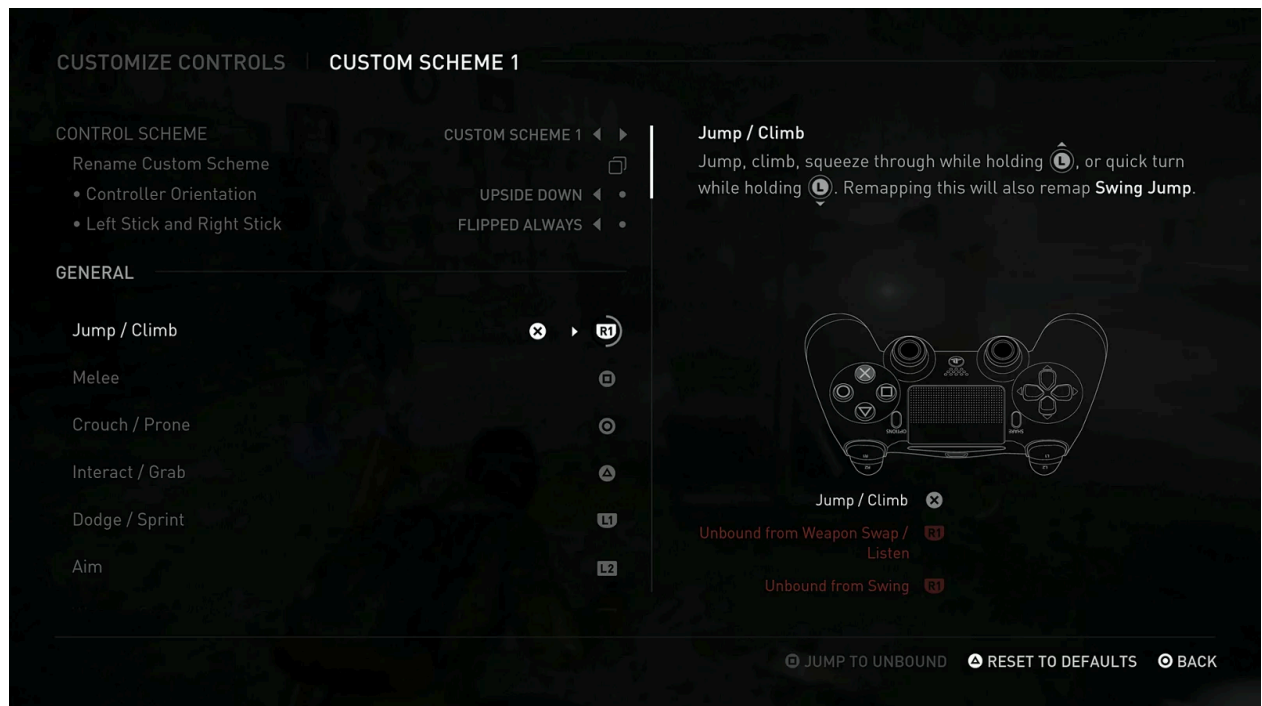 CUSTOMIZE CONTROLS CUSTOM SCHEME 1
CONTROL SCHEME CUSTOM SCHEME 1
Rename Custom Scheme
• Controller Orientation UPSIDE DOWN
• Left Stick and Right Stick FLIPPED ALWAYS
GENERAL
Jump / Climb R1
Melee
Crouch / Prone
Interact / Grab
Dodge / Sprint L1
Aim L2
Jump / Climb
Jump, climb, squeeze through while holding L, or quick turn
while holding L. Remapping this will also remap Swing Jump.
OPTIONS
SHARE
R1
R2
L1
L2
Jump / Climb
Unbound from Weapon Swap / R1
Listen
Unbound from Swing R1
JUMP TO UNBOUND RESET TO DEFAULTS BACK